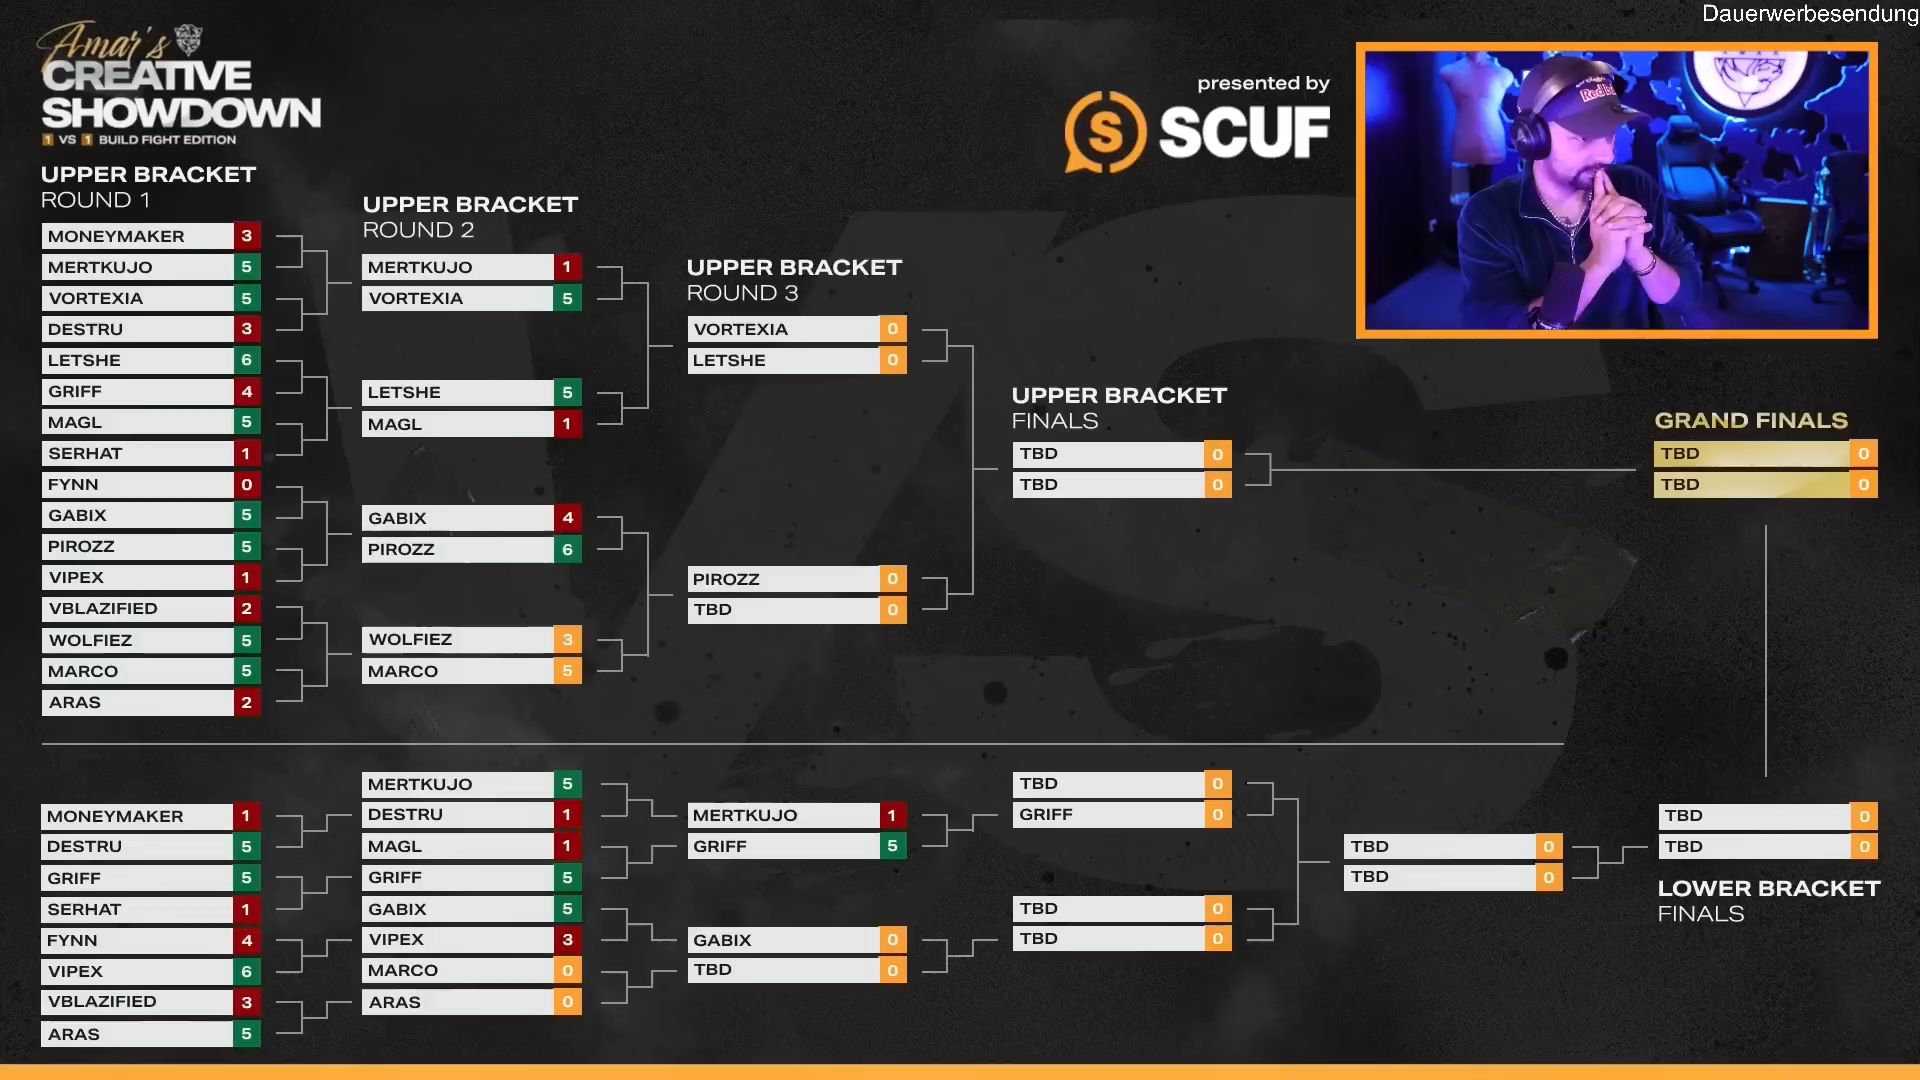 Dauerwerbesendung
Amar's
CREATIVE
SHOWDOWN
1 VS 1 BUILD FIGHT EDITION
presented by
SCUF
UPPER BRACKET
ROUND 1
MONEYMAKER 3
MERTKUJO 5
VORTEXIA 5
DESTRU 3
LETSHE 6
GRIFF 4
MAGL 5
SERHAT 1
FYNN 0
GABIX 5
PIROZZ 5
VIPEX 1
VBLAZIFIED 2
WOLFIEZ 5
MARCO 5
ARAS 2
UPPER BRACKET
ROUND 2
MERTKUJO 1
VORTEXIA 5
LETSHE 5
MAGL 1
GABIX 4
PIROZZ 6
WOLFIEZ 3
MARCO 5
UPPER BRACKET
ROUND 3
VORTEXIA 0
LETSHE 0
PIROZZ 0
TBD 0
UPPER BRACKET
FINALS
TBD 0
TBD 0
GRAND FINALS
TBD 0
TBD 0
MONEYMAKER 1
DESTRU 5
GRIFF 5
SERHAT 1
FYNN 4
VIPEX 6
VBLAZIFIED 3
ARAS 5
MERTKUJO 5
DESTRU 1
MAGL 1
GRIFF 5
GABIX 5
VIPEX 3
MARCO 0
ARAS 0
MERTKUJO 1
GRIFF 5
GABIX 0
TBD 0
TBD 0
GRIFF 0
TBD 0
TBD 0
TBD 0
TBD 0
TBD 0
TBD 0
LOWER BRACKET
FINALS